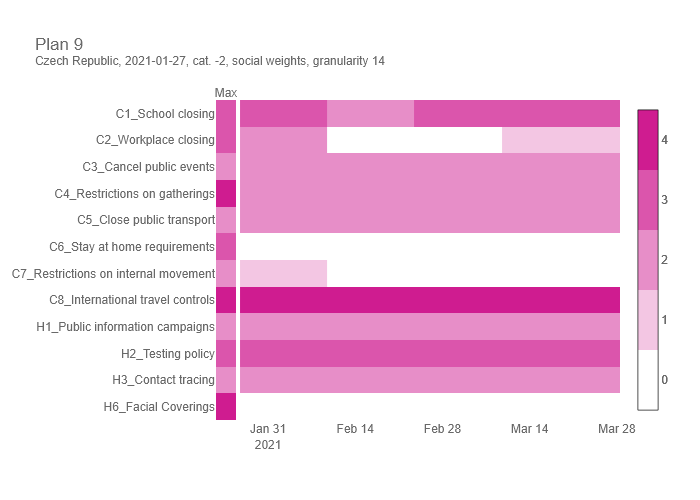 Plan 9
Czech Republic, 2021-01-27, cat. -2, social weights, granularity 14
Max
C1_School closing
C2_Workplace closing
C3_Cancel public events
C4_Restrictions on gatherings
C5_Close public transport
C6_Stay at home requirements
C7_Restrictions on internal movement
C8_International travel controls
H1_Public information campaigns
H2_Testing policy
H3_Contact tracing
H6_Facial Coverings
4
3
2
1
0
Jan 31 Feb 14 Feb 28 Mar 14 Mar 28
2021